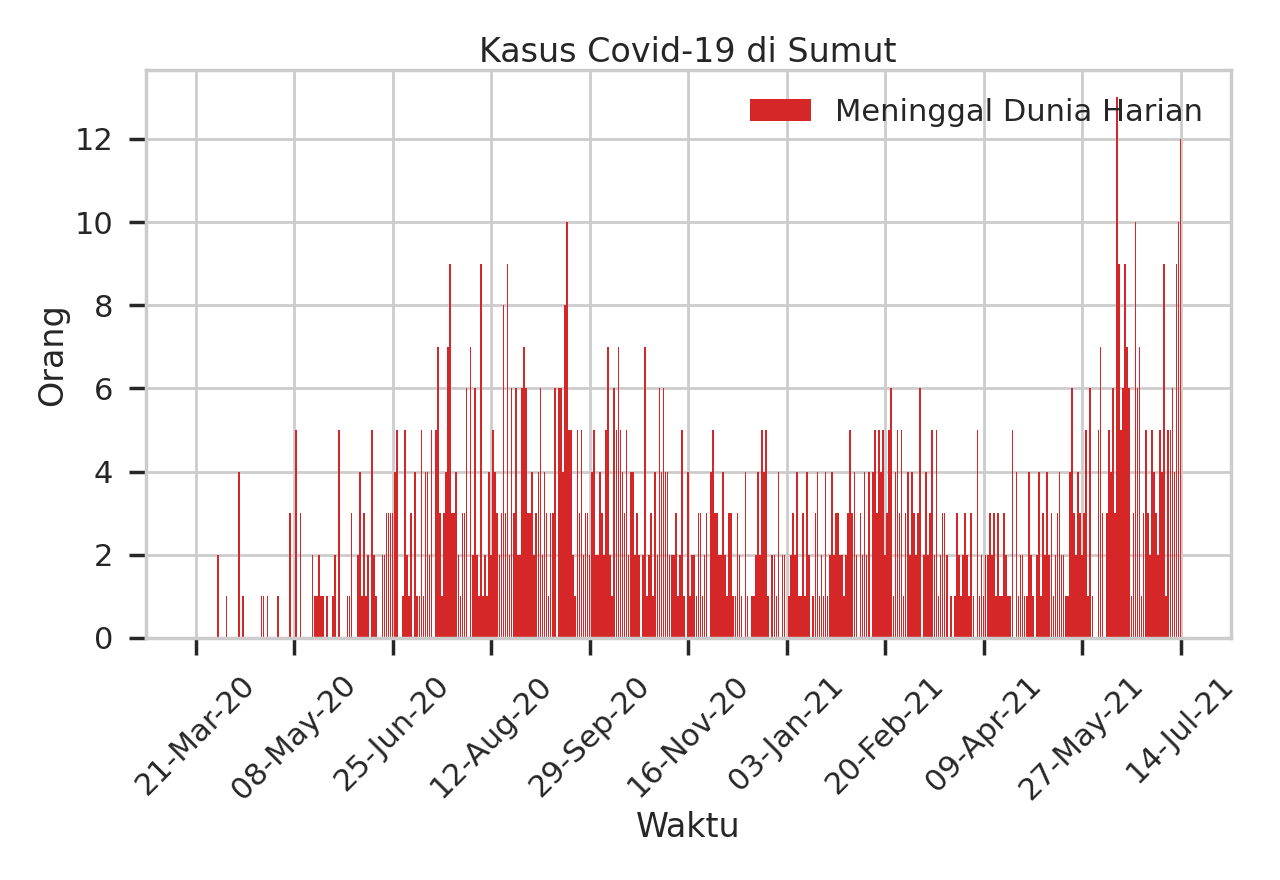 Kasus Covid-19 di Sumut
Meninggal Dunia Harian
12
10
8
6
4
2
0
Orang
21-Mar-20
08-May-20
25-Jun-20
12-Aug-20
29-Sep-20
16-Nov-20
03-Jan-21
20-Feb-21
09-Apr-21
27-May-21
14-Jul-21
Waktu